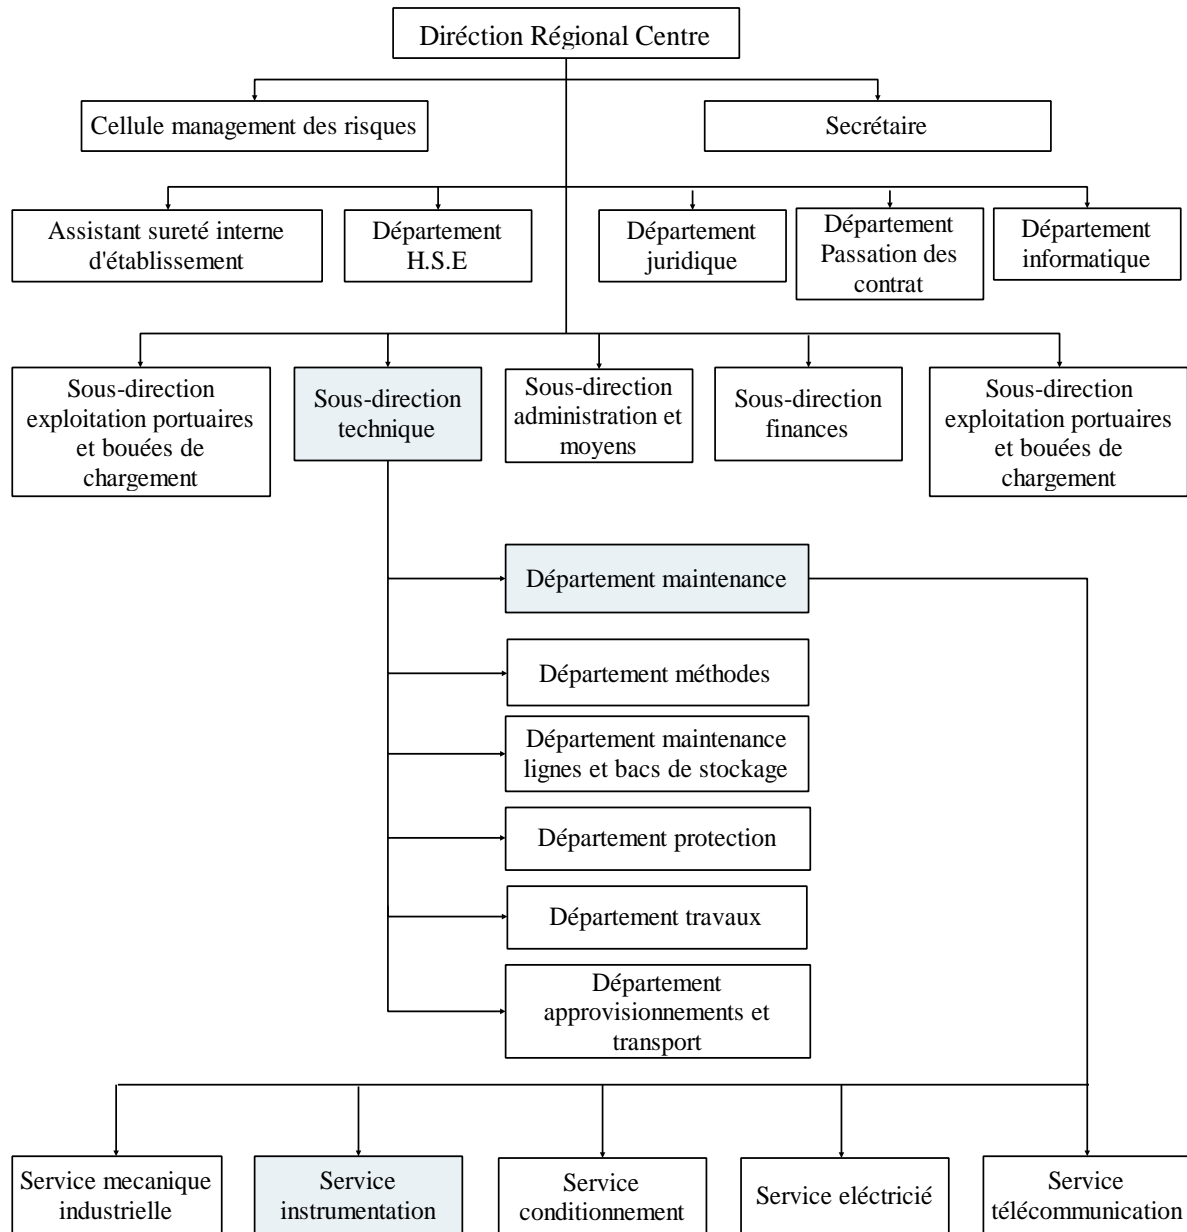 Diréction Régional Centre
Cellule management des risques
Secrétaire
Assistant sureté interne
d'établissement
Département
H.S.E
Département
juridique
Département
Passation des
contrat
Département
informatique
Sous-direction
exploitation portuaires
et bouées de
chargement
Sous-direction
technique
Sous-direction
administration et
moyens
Sous-direction
finances
Sous-direction
exploitation portuaires
et bouées de
chargement
Département maintenance
Département méthodes
Département maintenance
lignes et bacs de stockage
Département protection
Département travaux
Département
approvisionnements et
transport
Service mecanique
industrielle
Service
instrumentation
Service
conditionnement
Service eléctricié
Service
télécommunication